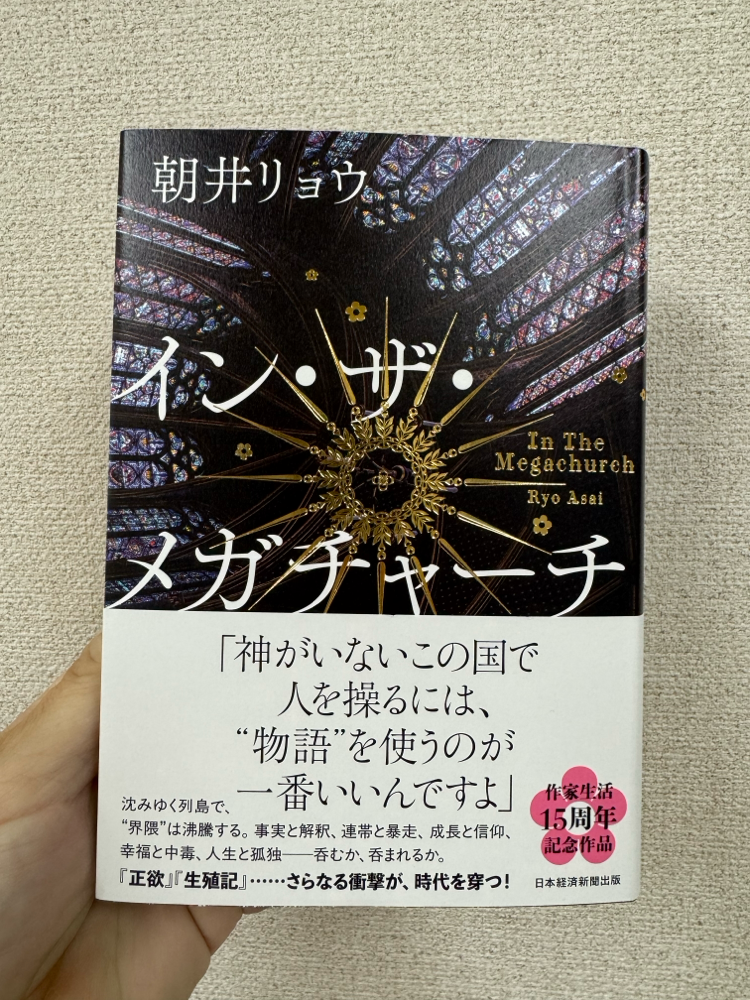 朝井リョウ
イン・ザ・
メガチャーチ
In The
Megachurch
Ryo Asai
「神がいないこの国で
人を操るには、
“物語”を使うのが
一番いいんですよ」
沈みゆく列島で、
“界隈”は沸騰する。事実と解釈、連帯と暴走、成長と信仰、
幸福と中毒、人生と孤独——呑むか、呑まれるか。
『正欲』『生殖記』……さらなる衝撃が、時代を穿つ!
作家生活
15周年
記念作品
日本経済新聞出版